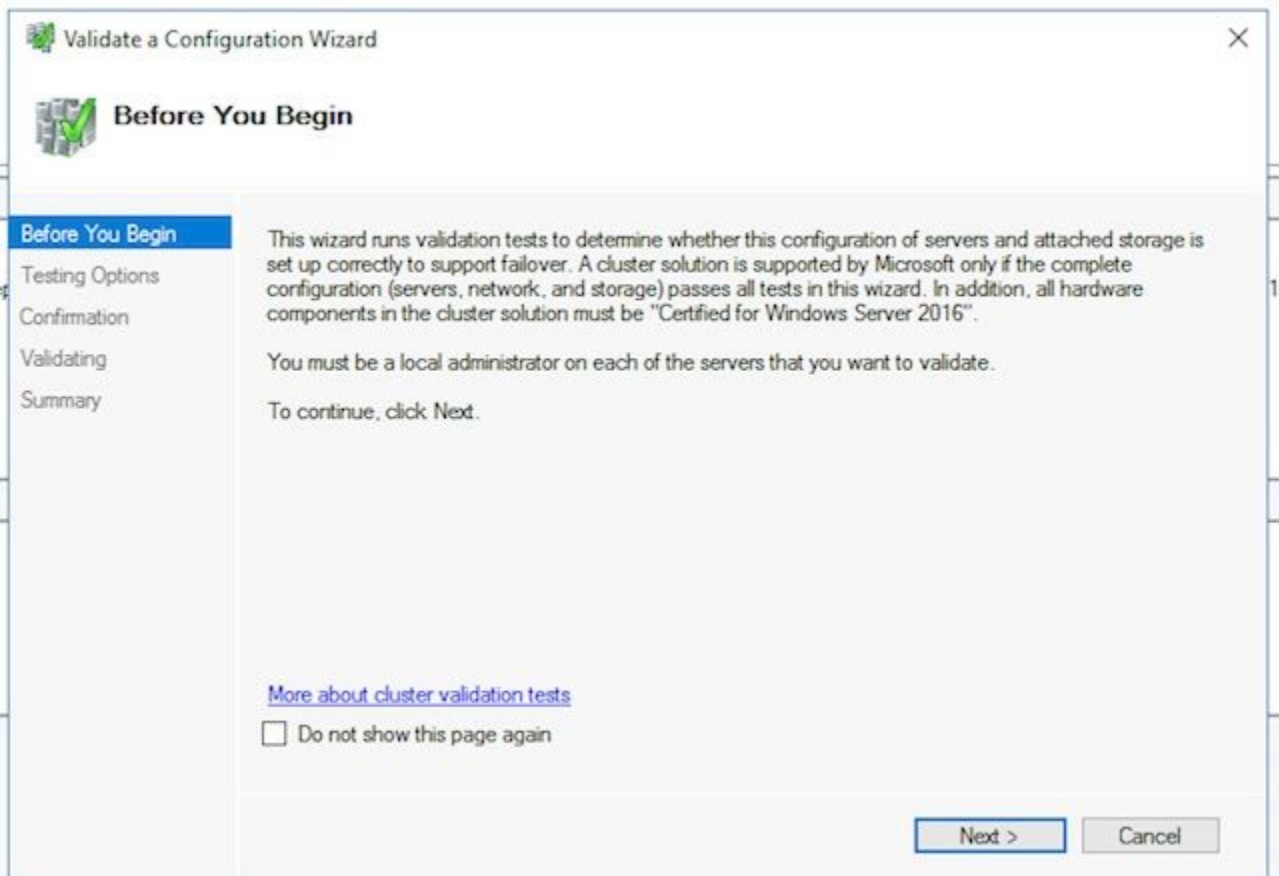 Validate a Configuration Wizard
Before You Begin
Before You Begin
Testing Options
Confirmation
Validating
Summary
This wizard runs validation tests to determine whether this configuration of servers and attached storage is
set up correctly to support failover. A cluster solution is supported by Microsoft only if the complete
configuration (servers, network, and storage) passes all tests in this wizard. In addition, all hardware
components in the cluster solution must be "Certified for Windows Server 2016".
You must be a local administrator on each of the servers that you want to validate.
To continue, click Next.
More about cluster validation tests
Do not show this page again
Next >
Cancel